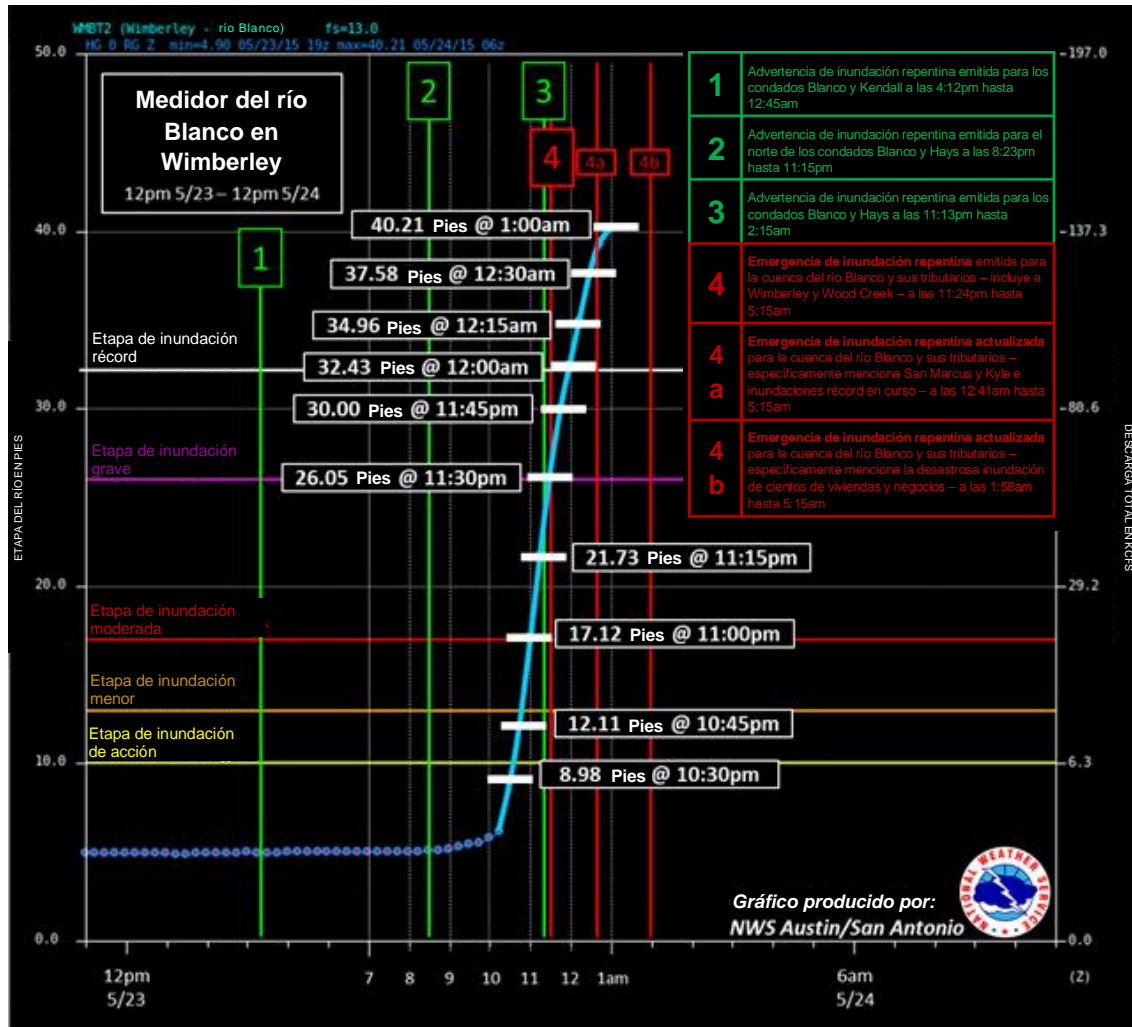 WMBT2 (Wimberley - río Blanco) fs=13.0
HG 0 RG Z min=4.90 05/23/15 19z max=40.21 05/24/15 06z
50.0
40.0
30.0
20.0
10.0
0.0
ETAPA DEL RÍO EN PIES
Medidor del río
Blanco en
Wimberley
12pm 5/23 – 12pm 5/24
1
2
3
4
4a
4b
Etapa de inundación
récord
Etapa de inundación
grave
Etapa de inundación
moderada
Etapa de inundación
menor
Etapa de inundación
de acción
40.21 Pies @ 1:00am
37.58 Pies @ 12:30am
34.96 Pies @ 12:15am
32.43 Pies @ 12:00am
30.00 Pies @ 11:45pm
26.05 Pies @ 11:30pm
21.73 Pies @ 11:15pm
17.12 Pies @ 11:00pm
12.11 Pies @ 10:45pm
8.98 Pies @ 10:30pm
1
Advertencia de inundación repentina emitida para los
condados Blanco y Kendall a las 4:12pm hasta
12:45am
2
Advertencia de inundación repentina emitida para el
norte de los condados Blanco y Hays a las 8:23pm
hasta 11:15pm
3
Advertencia de inundación repentina emitida para los
condados Blanco y Hays a las 11:13pm hasta
2:15am
4
Emergencia de inundación repentina emitida para
la cuenca del río Blanco y sus tributarios – incluye a
Wimberley y Wood Creek – a las 11:24pm hasta
5:15am
4
a
Emergencia de inundación repentina actualizada
para la cuenca del río Blanco y sus tributarios –
específicamente menciona San Marcus y Kyle e
inundaciones récord en curso – a las 12:41am hasta
5:15am
4
b
Emergencia de inundación repentina actualizada
para la cuenca del río Blanco y sus tributarios –
específicamente menciona la desastrosa inundación
de cientos de viviendas y negocios – a las 1:58am
hasta 5:15am
197.0
137.3
80.6
29.2
6.3
0.0
DESCARGA TOTAL EN KCFS
Gráfico producido por:
NWS Austin/San Antonio
NATIONAL WEATHER SERVICE
12pm
5/23
7 8 9 10 11 12 1am
6am
5/24
(Z)